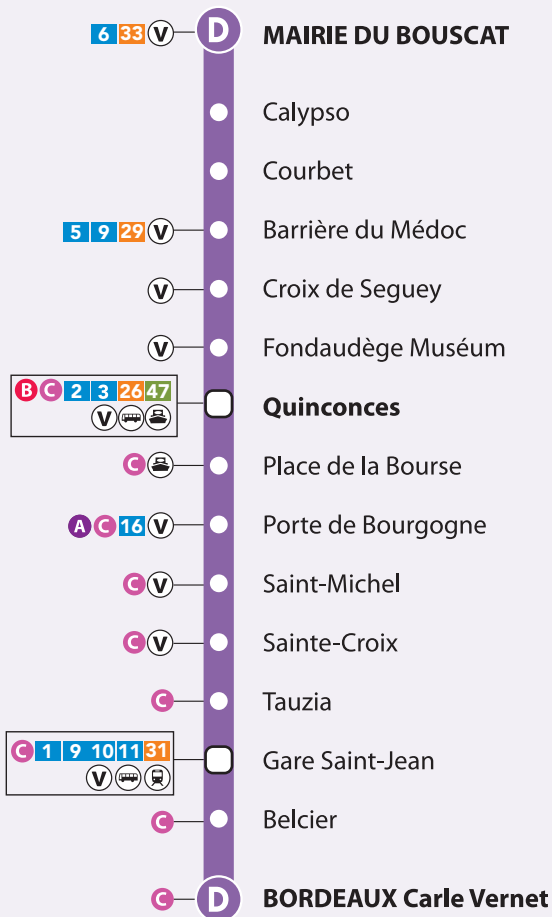 6 33 V D MAIRIE DU BOUSCAT
Calypso
Courbet
5 9 29 V Barrière du Médoc
V Croix de Seguey
V Fondaudège Muséum
B C 2 3 26 47 Quinconces
V
C Place de la Bourse
A C 16 V Porte de Bourgogne
C V Saint-Michel
C V Sainte-Croix
C Tauzia
C 1 9 10 11 31 Gare Saint-Jean
V
C Belcier
C D BORDEAUX Carle Vernet